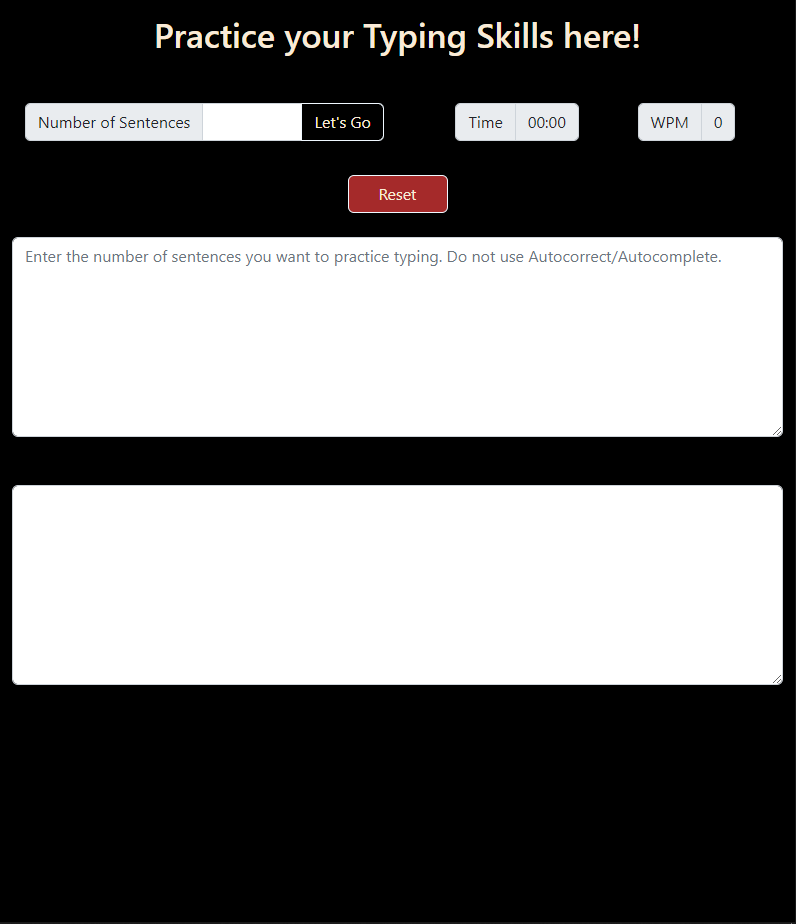 Practice your Typing Skills here!
Number of Sentences Let's Go Time 00:00 WPM 0
Reset
Enter the number of sentences you want to practice typing. Do not use Autocorrect/Autocomplete.